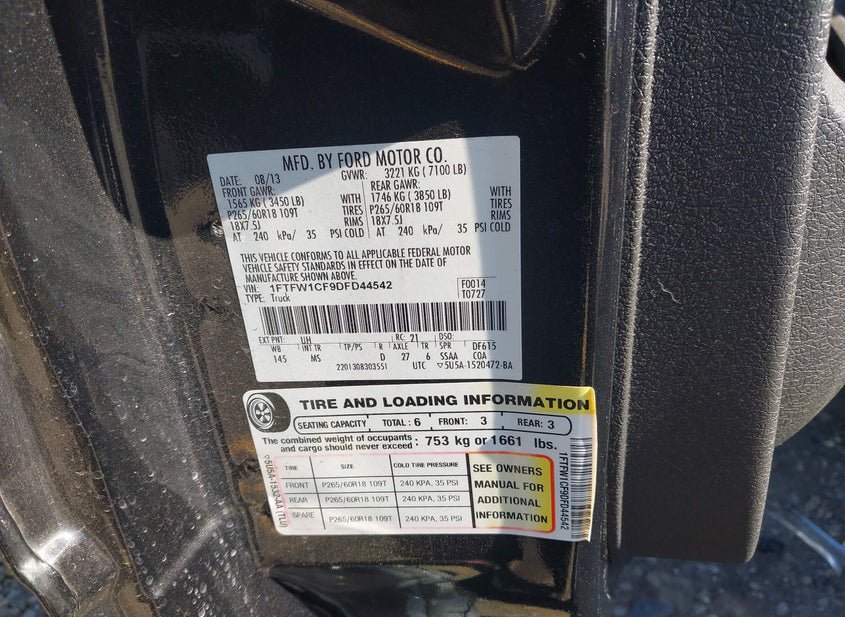 MFD. BY FORD MOTOR CO.
DATE: 08/13 GVWR: 3221 KG ( 7100 LB)
FRONT GAWR: REAR GAWR:
1565 KG ( 3450 LB) WITH 1746 KG ( 3850 LB) WITH
P265/60R18 109T TIRES P265/60R18 109T TIRES
18X7.5J RIMS 18X7.5J RIMS
AT 240 kPa/ 35 PSI COLD AT 240 kPa/ 35 PSI COLD
THIS VEHICLE CONFORMS TO ALL APPLICABLE FEDERAL MOTOR
VEHICLE SAFETY STANDARDS IN EFFECT ON THE DATE OF
MANUFACTURE SHOWN ABOVE.
VIN: 1FTFW1CF9DFD44542 F0014
TYPE: Truck T0727
EXT PNT: UH RC: 21 DSO:
WB INT TR TP/PS R AXLE TR SPR DF615
145 MS D 27 6 SSAA COA
2201308303551 UTC ▽5U5A-1520472-BA
TIRE AND LOADING INFORMATION
SEATING CAPACITY TOTAL : 6 FRONT: 3 REAR: 3
The combined weight of occupants
and cargo should never exceed : 753 kg or 1661 lbs.
TIRE SIZE COLD TIRE PRESSURE
FRONT P265/60R18 109T 240 KPA, 35 PSI
REAR P265/60R18 109T 240 KPA, 35 PSI
SPARE P265/60R18 109T 240 KPA, 35 PSI
SEE OWNERS
MANUAL FOR
ADDITIONAL
INFORMATION
▽5U5A-1532-AA (TLU)
1FTFW1CF9DFD44542